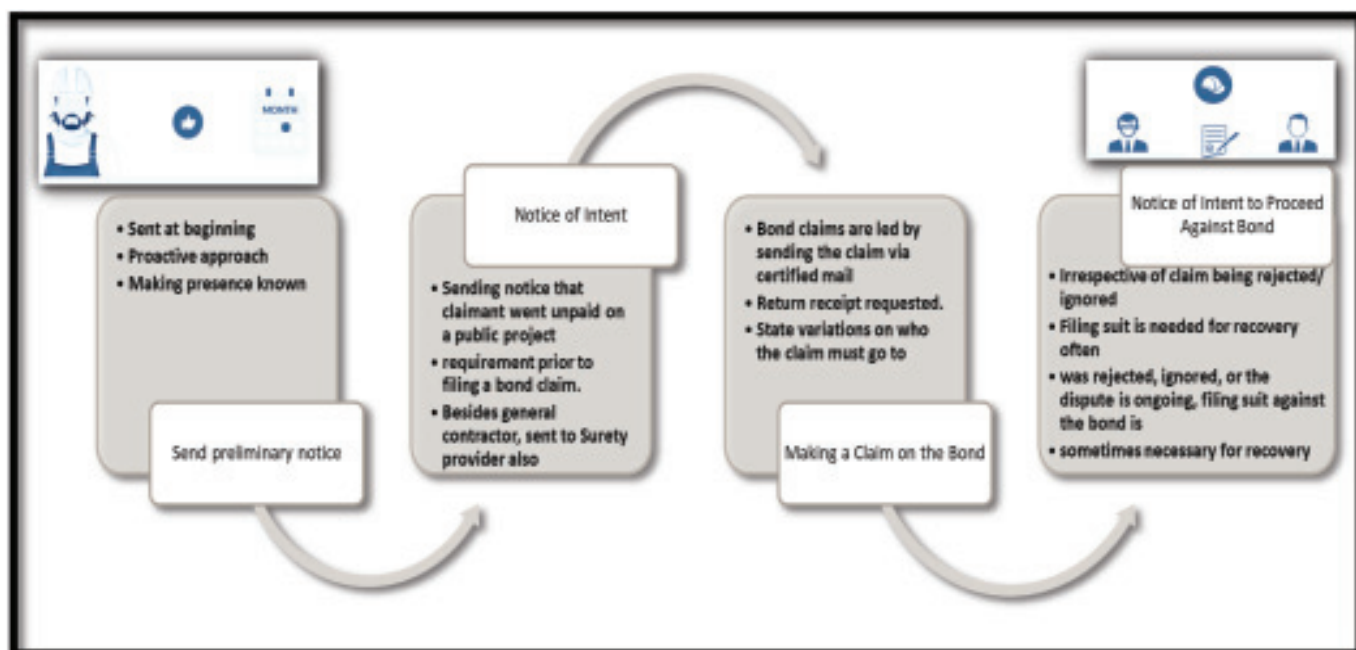 MONTH
• Sent at beginning
• Proactive approach
• Making presence known
Send preliminary notice
Notice of Intent
• Sending notice that
claimant went unpaid on
a public project
• requirement prior to
filing a bond claim.
• Besides general
contractor, sent to Surety
provider also
• Bond claims are led by
sending the claim via
certified mail
• Return receipt requested.
• State variations on who
the claim must go to
Making a Claim on the Bond
Notice of Intent to Proceed
Against Bond
• Irrespective of claim being rejected/
ignored
• Filing suit is needed for recovery
often
• was rejected, ignored, or the
dispute is ongoing, filing suit against
the bond is
• sometimes necessary for recovery